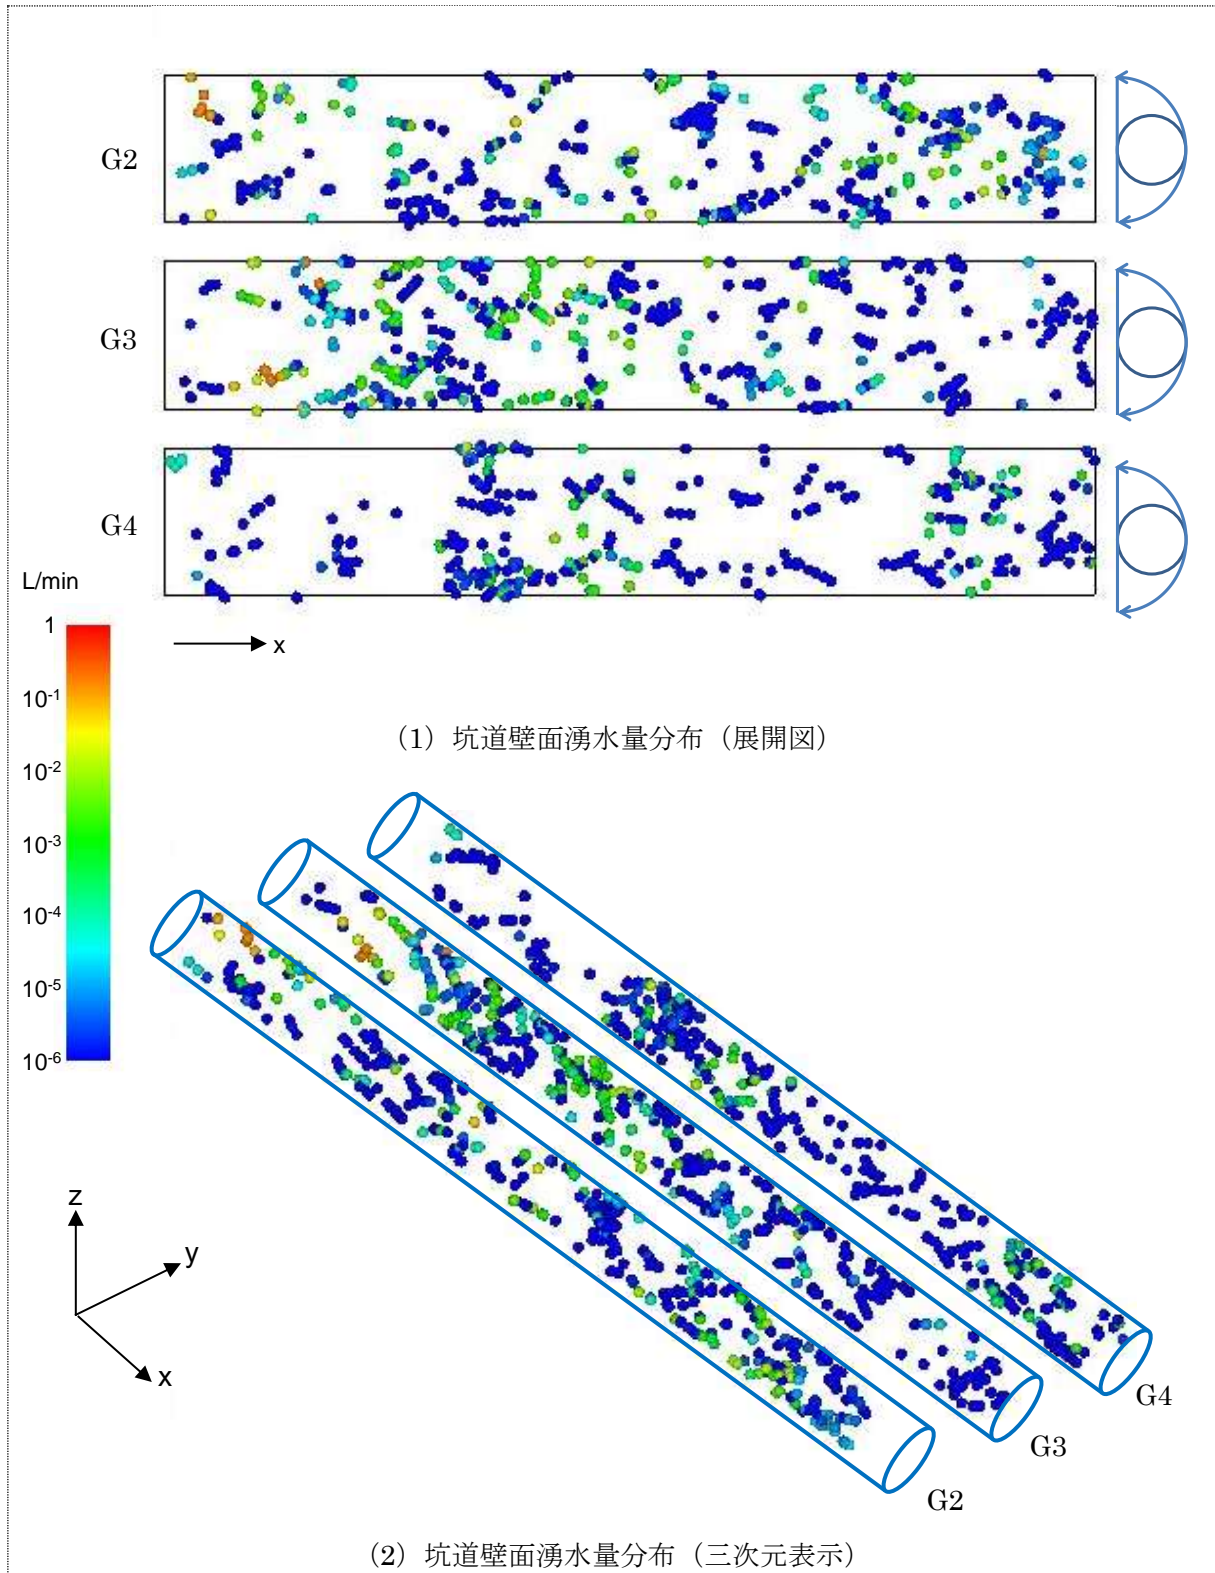 G2
G3
G4
L/min
1
10-1
10-2
10-3
10-4
10-5
10-6
x
(1) 坑道壁面湧水量分布（展開図）
z
y
x
G4
G3
G2
(2) 坑道壁面湧水量分布（三次元表示）